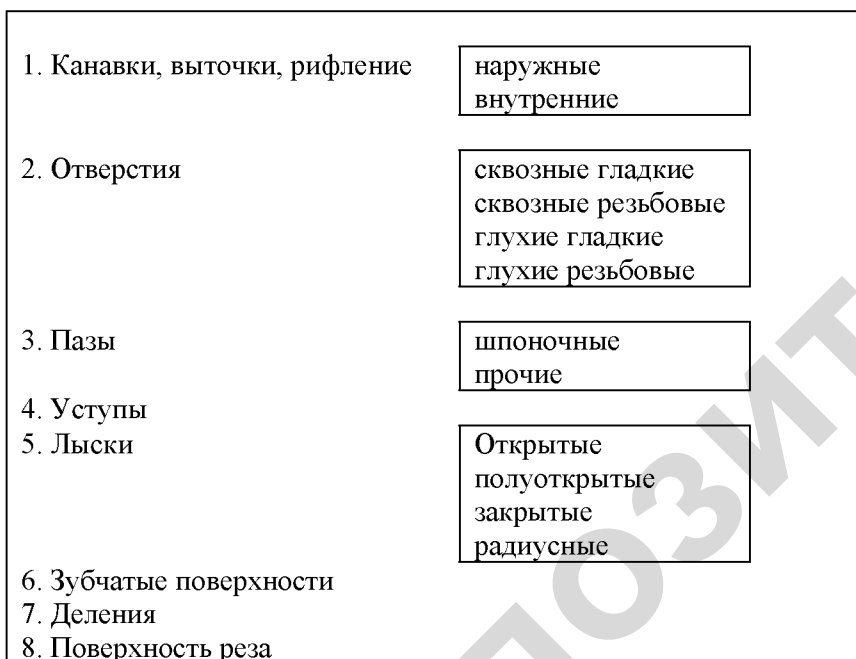 1. Канавки, выточки, рифление
наружные
внутренние
2. Отверстия
сквозные гладкие
сквозные резьбовые
глухие гладкие
глухие резьбовые
3. Пазы
шпоночные
прочие
4. Уступы
5. Лыски
Открытые
полуоткрытые
закрытые
радиусные
6. Зубчатые поверхности
7. Деления
8. Поверхность реза